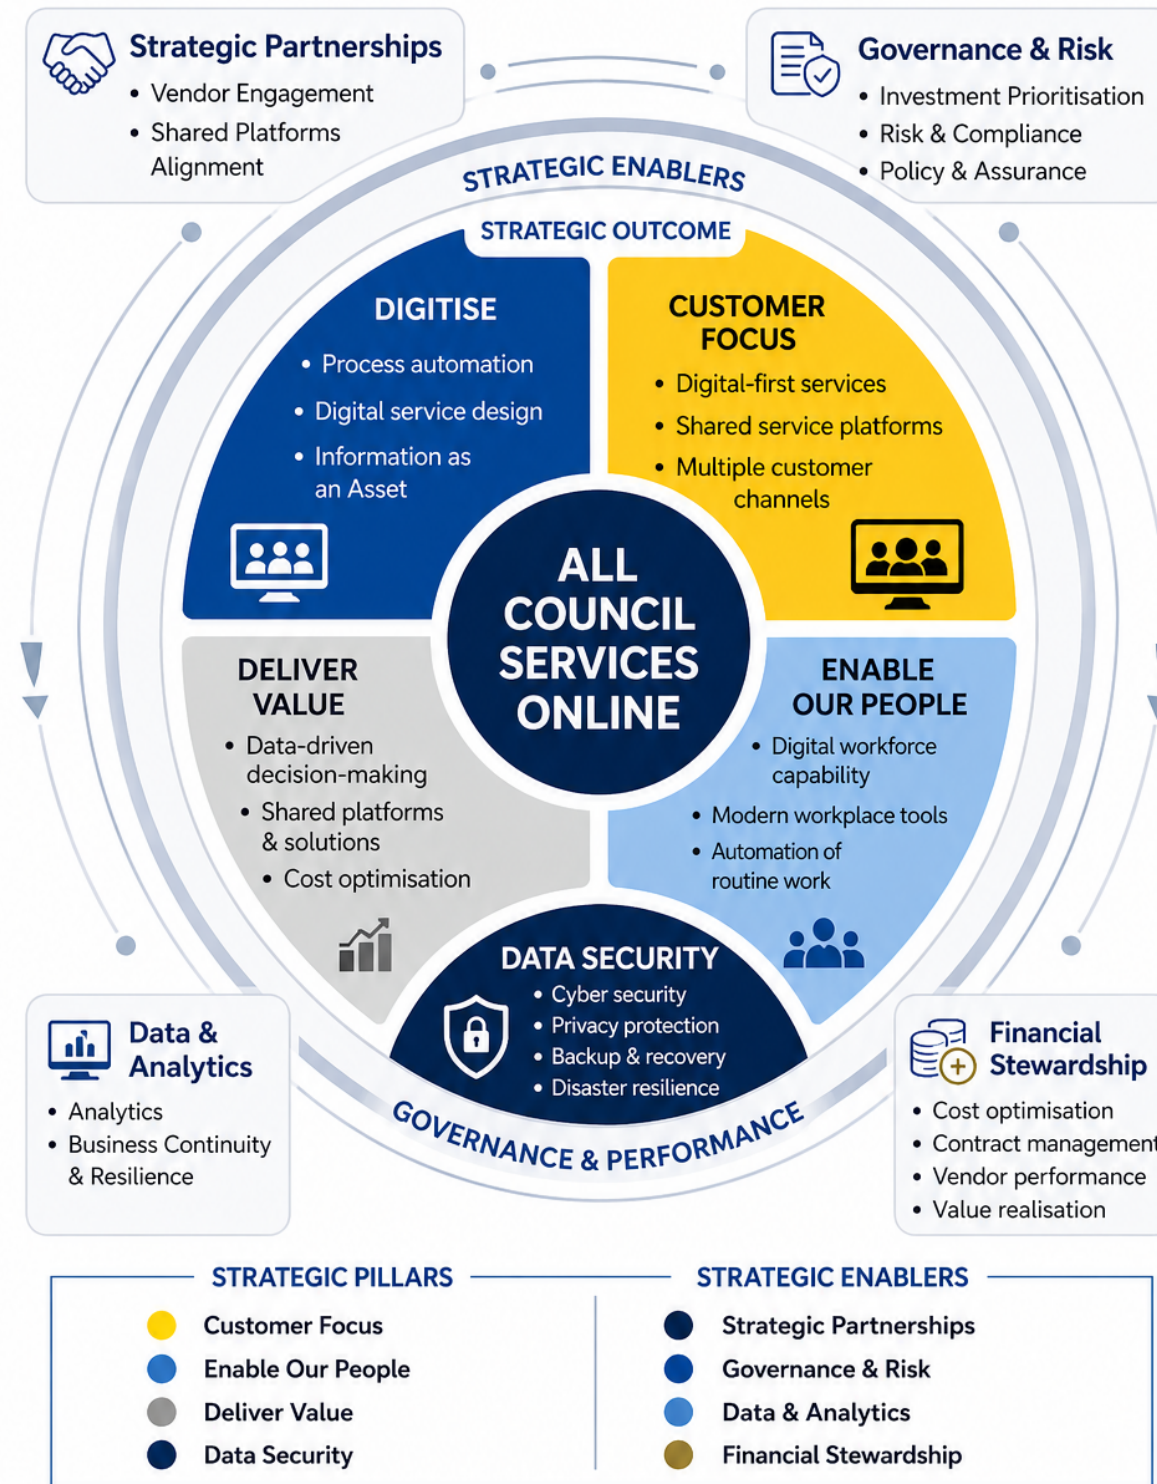 Strategic Partnerships
• Vendor Engagement
• Shared Platforms
Alignment
Governance & Risk
• Investment Prioritisation
• Risk & Compliance
• Policy & Assurance
STRATEGIC ENABLERS
STRATEGIC OUTCOME
DIGITISE
• Process automation
• Digital service design
• Information as
an Asset
CUSTOMER
FOCUS
• Digital-first services
• Shared service platforms
• Multiple customer
channels
ALL
COUNCIL
SERVICES
ONLINE
DELIVER
VALUE
• Data-driven
decision-making
• Shared platforms
& solutions
• Cost optimisation
ENABLE
OUR PEOPLE
• Digital workforce
capability
• Modern workplace tools
• Automation of
routine work
DATA SECURITY
• Cyber security
• Privacy protection
• Backup & recovery
• Disaster resilience
GOVERNANCE & PERFORMANCE
Data &
Analytics
• Analytics
• Business Continuity
& Resilience
Financial
Stewardship
• Cost optimisation
• Contract management
• Vendor performance
• Value realisation
STRATEGIC PILLARS
Customer Focus
Enable Our People
Deliver Value
Data Security
STRATEGIC ENABLERS
Strategic Partnerships
Governance & Risk
Data & Analytics
Financial Stewardship